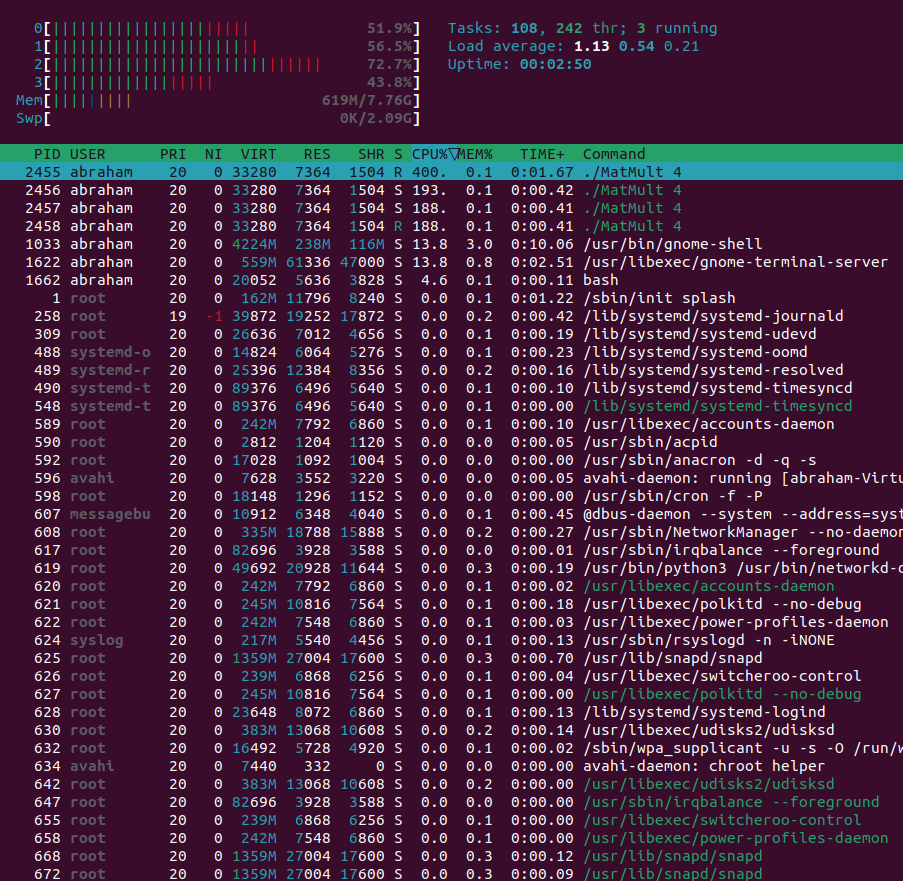 0[||||||||||||||||||||||51.9%] Tasks: 108, 242 thr; 3 running
1[|||||||||||||||||||||||56.5%] Load average: 1.13 0.54 0.21
2[||||||||||||||||||||||||||||||72.7%] Uptime: 00:02:50
3[||||||||||||||||||43.8%]
Mem[|||||||||619M/7.76G]
Swp[0K/2.09G]
PID USER PRI NI VIRT RES SHR S CPU%▽MEM% TIME+ Command
2455 abraham 20 0 33280 7364 1504 R 400. 0.1 0:01.67 ./MatMult 4
2456 abraham 20 0 33280 7364 1504 S 193. 0.1 0:00.42 ./MatMult 4
2457 abraham 20 0 33280 7364 1504 S 188. 0.1 0:00.41 ./MatMult 4
2458 abraham 20 0 33280 7364 1504 R 188. 0.1 0:00.41 ./MatMult 4
1033 abraham 20 0 4224M 238M 116M S 13.8 3.0 0:10.06 /usr/bin/gnome-shell
1622 abraham 20 0 559M 61336 47000 S 13.8 0.8 0:02.51 /usr/libexec/gnome-terminal-server
1662 abraham 20 0 20052 5636 3828 S 4.6 0.1 0:00.11 bash
1 root 20 0 162M 11796 8240 S 0.0 0.1 0:01.22 /sbin/init splash
258 root 19 -1 39872 19252 17872 S 0.0 0.2 0:00.42 /lib/systemd/systemd-journald
309 root 20 0 26636 7012 4656 S 0.0 0.1 0:00.19 /lib/systemd/systemd-udevd
488 systemd-o 20 0 14824 6064 5276 S 0.0 0.1 0:00.23 /lib/systemd/systemd-oomd
489 systemd-r 20 0 25396 12384 8356 S 0.0 0.2 0:00.16 /lib/systemd/systemd-resolved
490 systemd-t 20 0 89376 6496 5640 S 0.0 0.1 0:00.10 /lib/systemd/systemd-timesyncd
548 systemd-t 20 0 89376 6496 5640 S 0.0 0.1 0:00.00 /lib/systemd/systemd-timesyncd
589 root 20 0 242M 7792 6860 S 0.0 0.1 0:00.10 /usr/libexec/accounts-daemon
590 root 20 0 2812 1204 1120 S 0.0 0.0 0:00.05 /usr/sbin/acpid
592 root 20 0 17028 1092 1004 S 0.0 0.0 0:00.00 /usr/sbin/anacron -d -q -s
596 avahi 20 0 7628 3552 3220 S 0.0 0.0 0:00.05 avahi-daemon: running [abraham-Virtu
598 root 20 0 18148 1296 1152 S 0.0 0.0 0:00.00 /usr/sbin/cron -f -P
607 messagebu 20 0 10912 6348 4040 S 0.0 0.1 0:00.45 @dbus-daemon --system --address=syst
608 root 20 0 335M 18788 15888 S 0.0 0.2 0:00.27 /usr/sbin/NetworkManager --no-daemon
617 root 20 0 82696 3928 3588 S 0.0 0.0 0:00.01 /usr/sbin/irqbalance --foreground
619 root 20 0 49692 20928 11644 S 0.0 0.3 0:00.19 /usr/bin/python3 /usr/bin/networkd-d
620 root 20 0 242M 7792 6860 S 0.0 0.1 0:00.02 /usr/libexec/accounts-daemon
621 root 20 0 245M 10816 7564 S 0.0 0.1 0:00.18 /usr/libexec/polkitd --no-debug
622 root 20 0 242M 7548 6860 S 0.0 0.1 0:00.03 /usr/libexec/power-profiles-daemon
624 syslog 20 0 217M 5540 4456 S 0.0 0.1 0:00.13 /usr/sbin/rsyslogd -n -iNONE
625 root 20 0 1359M 27004 17600 S 0.0 0.3 0:00.70 /usr/lib/snapd/snapd
626 root 20 0 239M 6868 6256 S 0.0 0.1 0:00.04 /usr/libexec/switcheroo-control
627 root 20 0 245M 10816 7564 S 0.0 0.1 0:00.00 /usr/libexec/polkitd --no-debug
628 root 20 0 23648 8072 6860 S 0.0 0.1 0:00.13 /lib/systemd/systemd-logind
630 root 20 0 383M 13068 10608 S 0.0 0.2 0:00.14 /usr/libexec/udisks2/udisksd
632 root 20 0 16492 5728 4920 S 0.0 0.1 0:00.02 /sbin/wpa_supplicant -u -s -O /run/w
634 avahi 20 0 7440 332 0 S 0.0 0.0 0:00.00 avahi-daemon: chroot helper
642 root 20 0 383M 13068 10608 S 0.0 0.2 0:00.00 /usr/libexec/udisks2/udisksd
647 root 20 0 82696 3928 3588 S 0.0 0.0 0:00.00 /usr/sbin/irqbalance --foreground
655 root 20 0 239M 6868 6256 S 0.0 0.1 0:00.00 /usr/libexec/switcheroo-control
658 root 20 0 242M 7548 6860 S 0.0 0.1 0:00.00 /usr/libexec/power-profiles-daemon
668 root 20 0 1359M 27004 17600 S 0.0 0.3 0:00.12 /usr/lib/snapd/snapd
672 root 20 0 1359M 27004 17600 S 0.0 0.3 0:00.09 /usr/lib/snapd/snapd